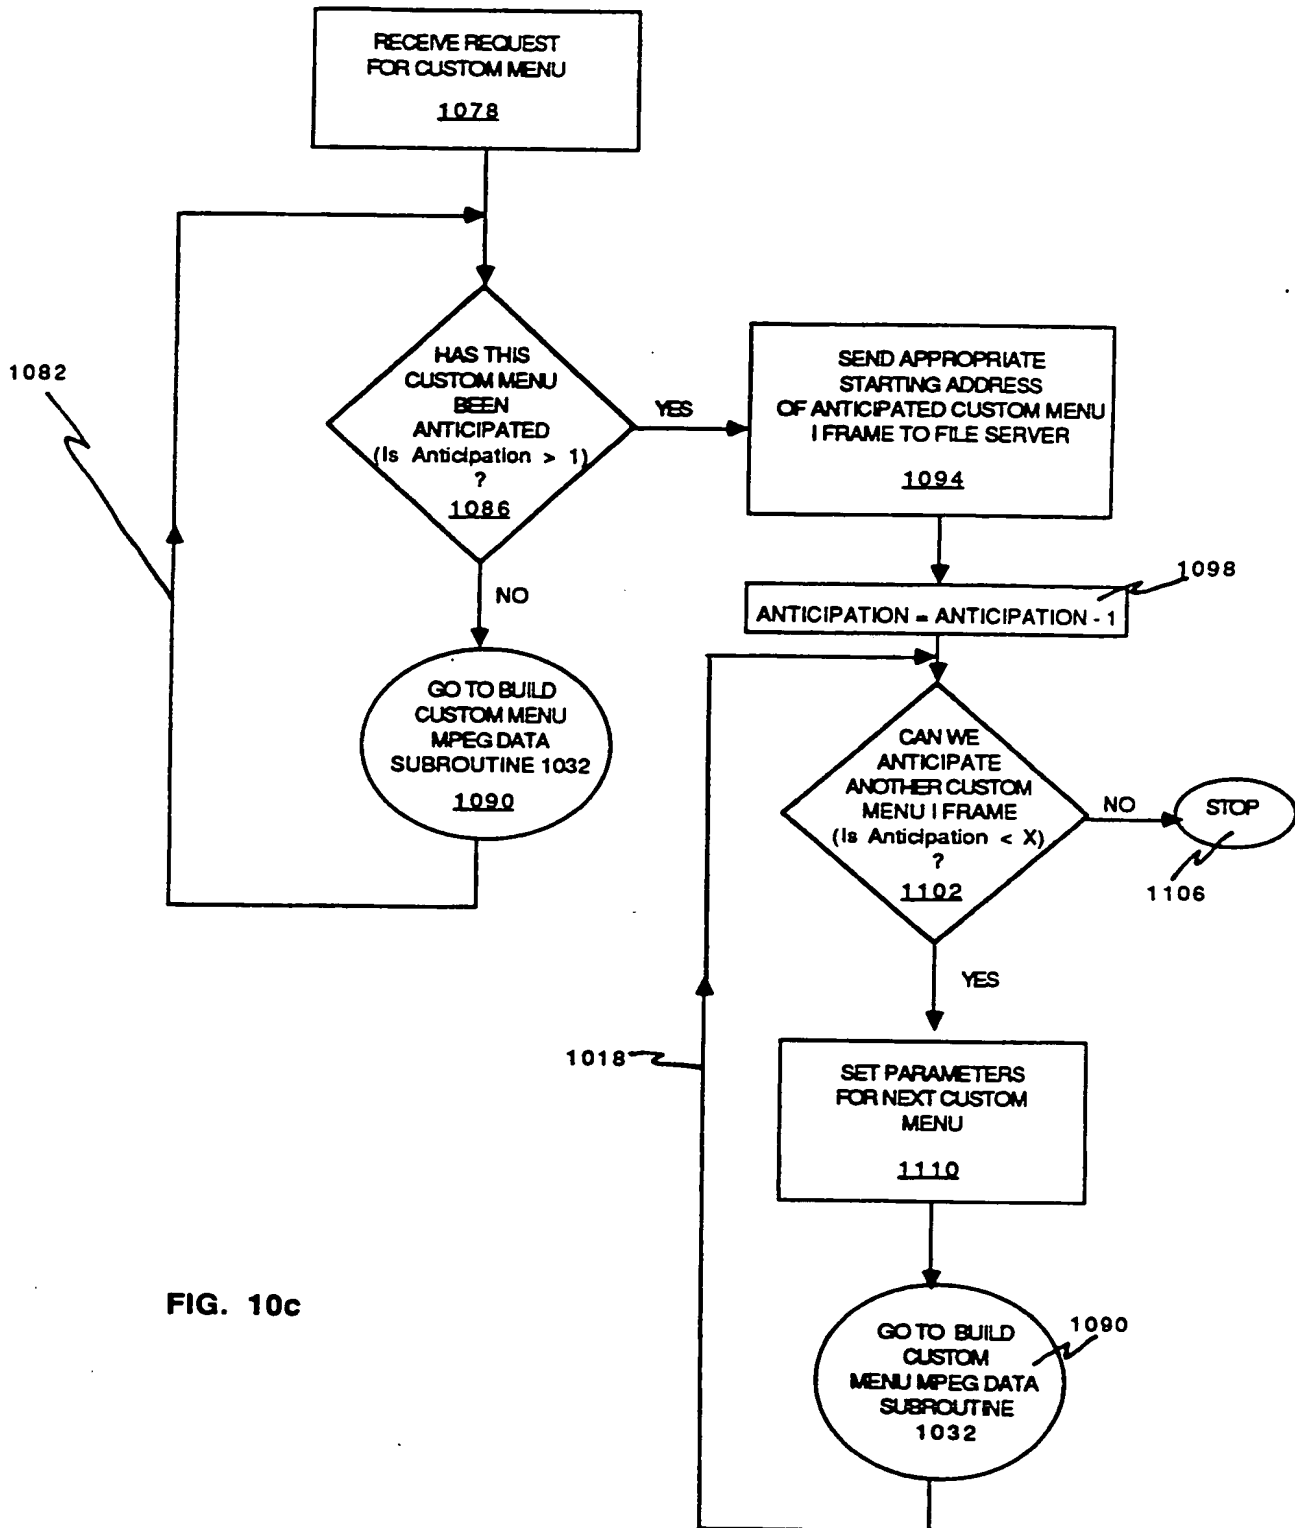 RECEIVE REQUEST
FOR CUSTOM MENU
1078
1082
HAS THIS
CUSTOM MENU
BEEN
ANTICIPATED
(Is Anticipation > 1)
?
1086
YES
SEND APPROPRIATE
STARTING ADDRESS
OF ANTICIPATED CUSTOM MENU
I FRAME TO FILE SERVER
1094
NO
1098
ANTICIPATION = ANTICIPATION - 1
GO TO BUILD
CUSTOM MENU
MPEG DATA
SUBROUTINE 1032
1090
CAN WE
ANTICIPATE
ANOTHER CUSTOM
MENU I FRAME
(Is Anticipation < X)
?
1102
NO
STOP
1106
YES
1018
SET PARAMETERS
FOR NEXT CUSTOM
MENU
1110
FIG. 10c
GO TO BUILD
CUSTOM
MENU MPEG DATA
SUBROUTINE
1032
1090